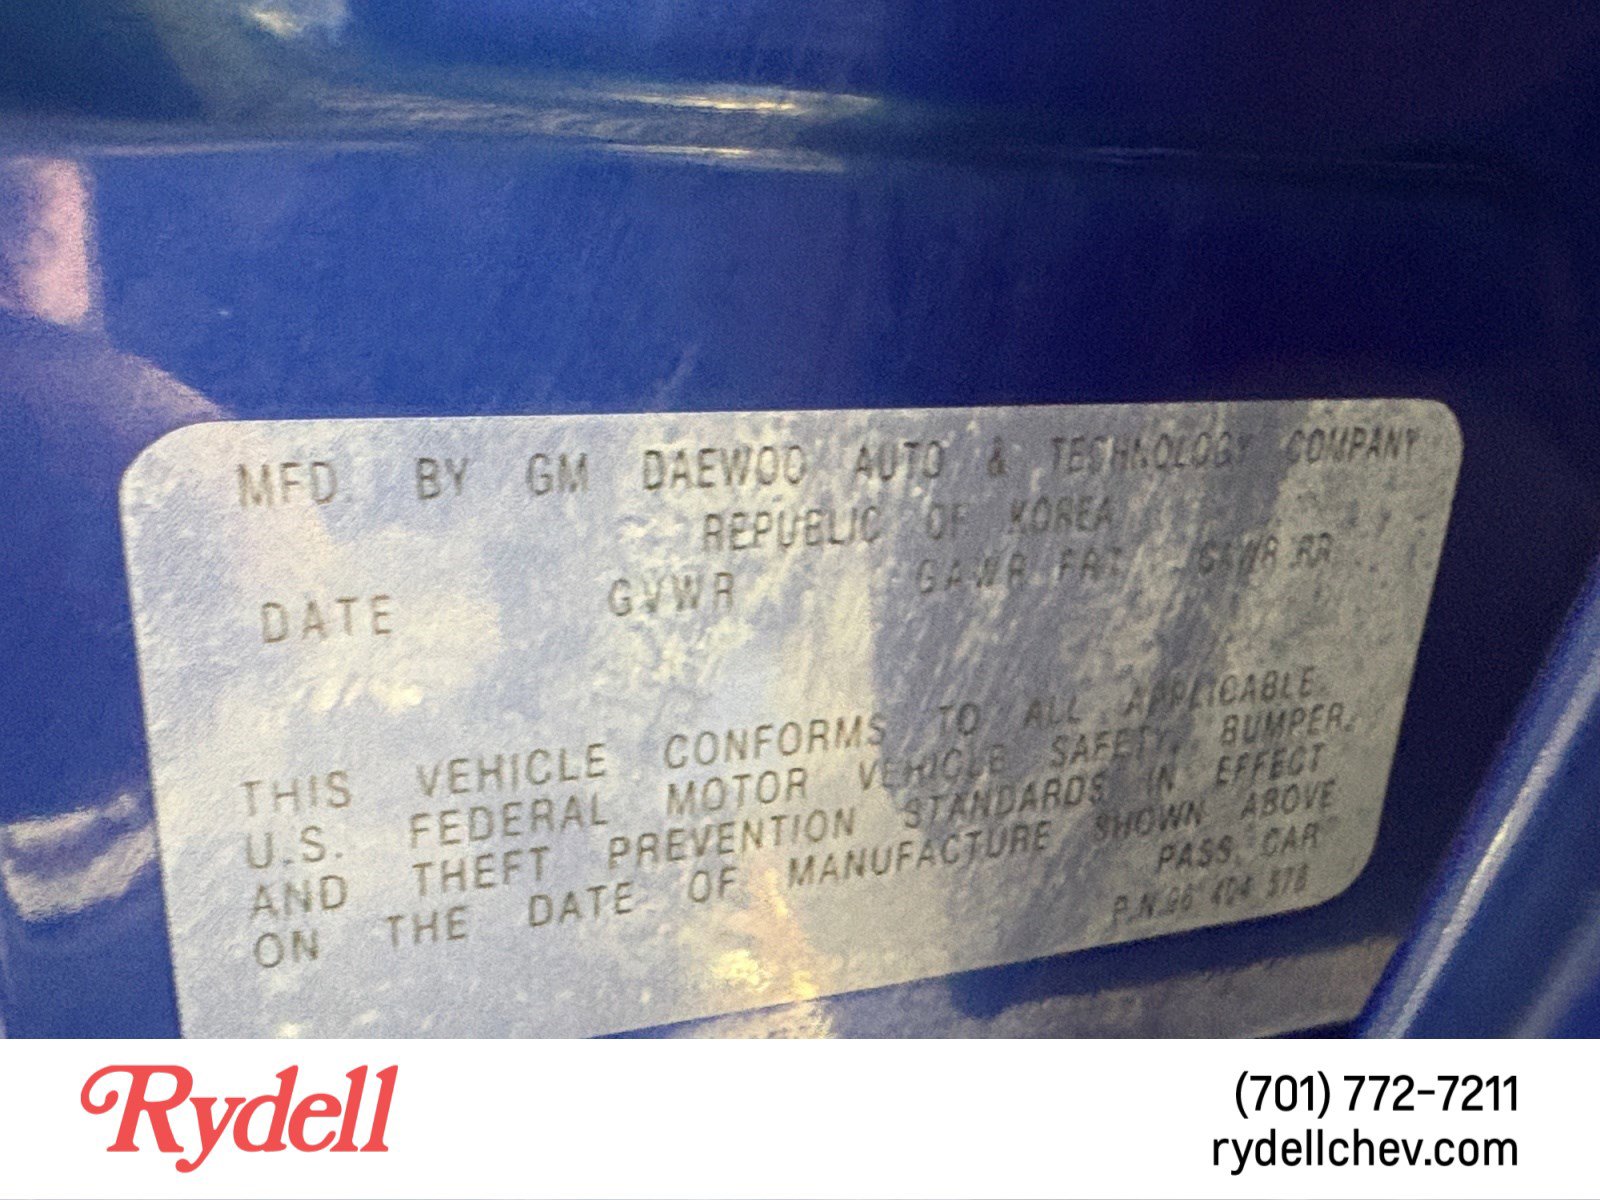 MFD BY GM DAEWOO AUTO & TECHNOLOGY COMPANY
REPUBLIC OF KOREA
DATE GVWR GAWR FRT GAWR RR
THIS VEHICLE CONFORMS TO ALL APPLICABLE
U.S. FEDERAL MOTOR VEHICLE SAFETY, BUMPER,
AND THEFT PREVENTION STANDARDS IN EFFECT
ON THE DATE OF MANUFACTURE SHOWN ABOVE
PASS. CAR
P.N 96 404
Rydell
(701) 772-7211
rydellchev.com